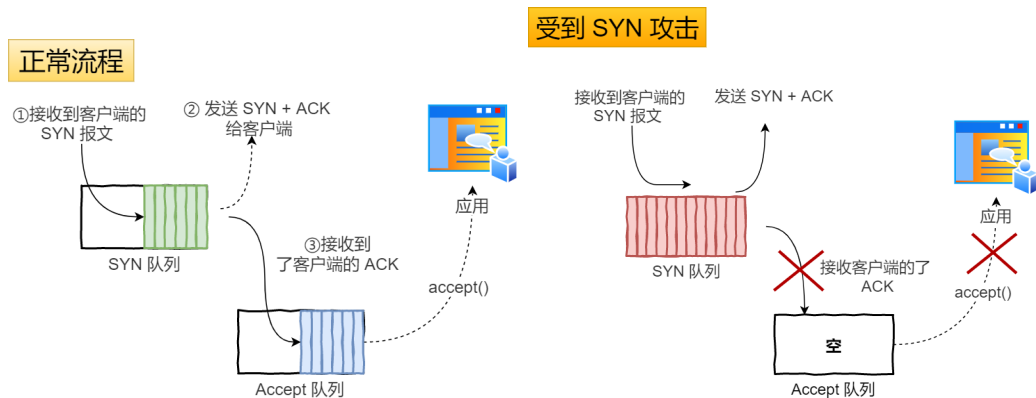 正常流程
①接收到客户端的
SYN 报文
② 发送 SYN + ACK
给客户端
SYN 队列
③接收到
了客户端的 ACK
Accept 队列
accept()
应用
受到 SYN 攻击
接收到客户端的
SYN 报文
发送 SYN + ACK
SYN 队列
接收客户端的了
ACK
空
Accept 队列
accept()
应用